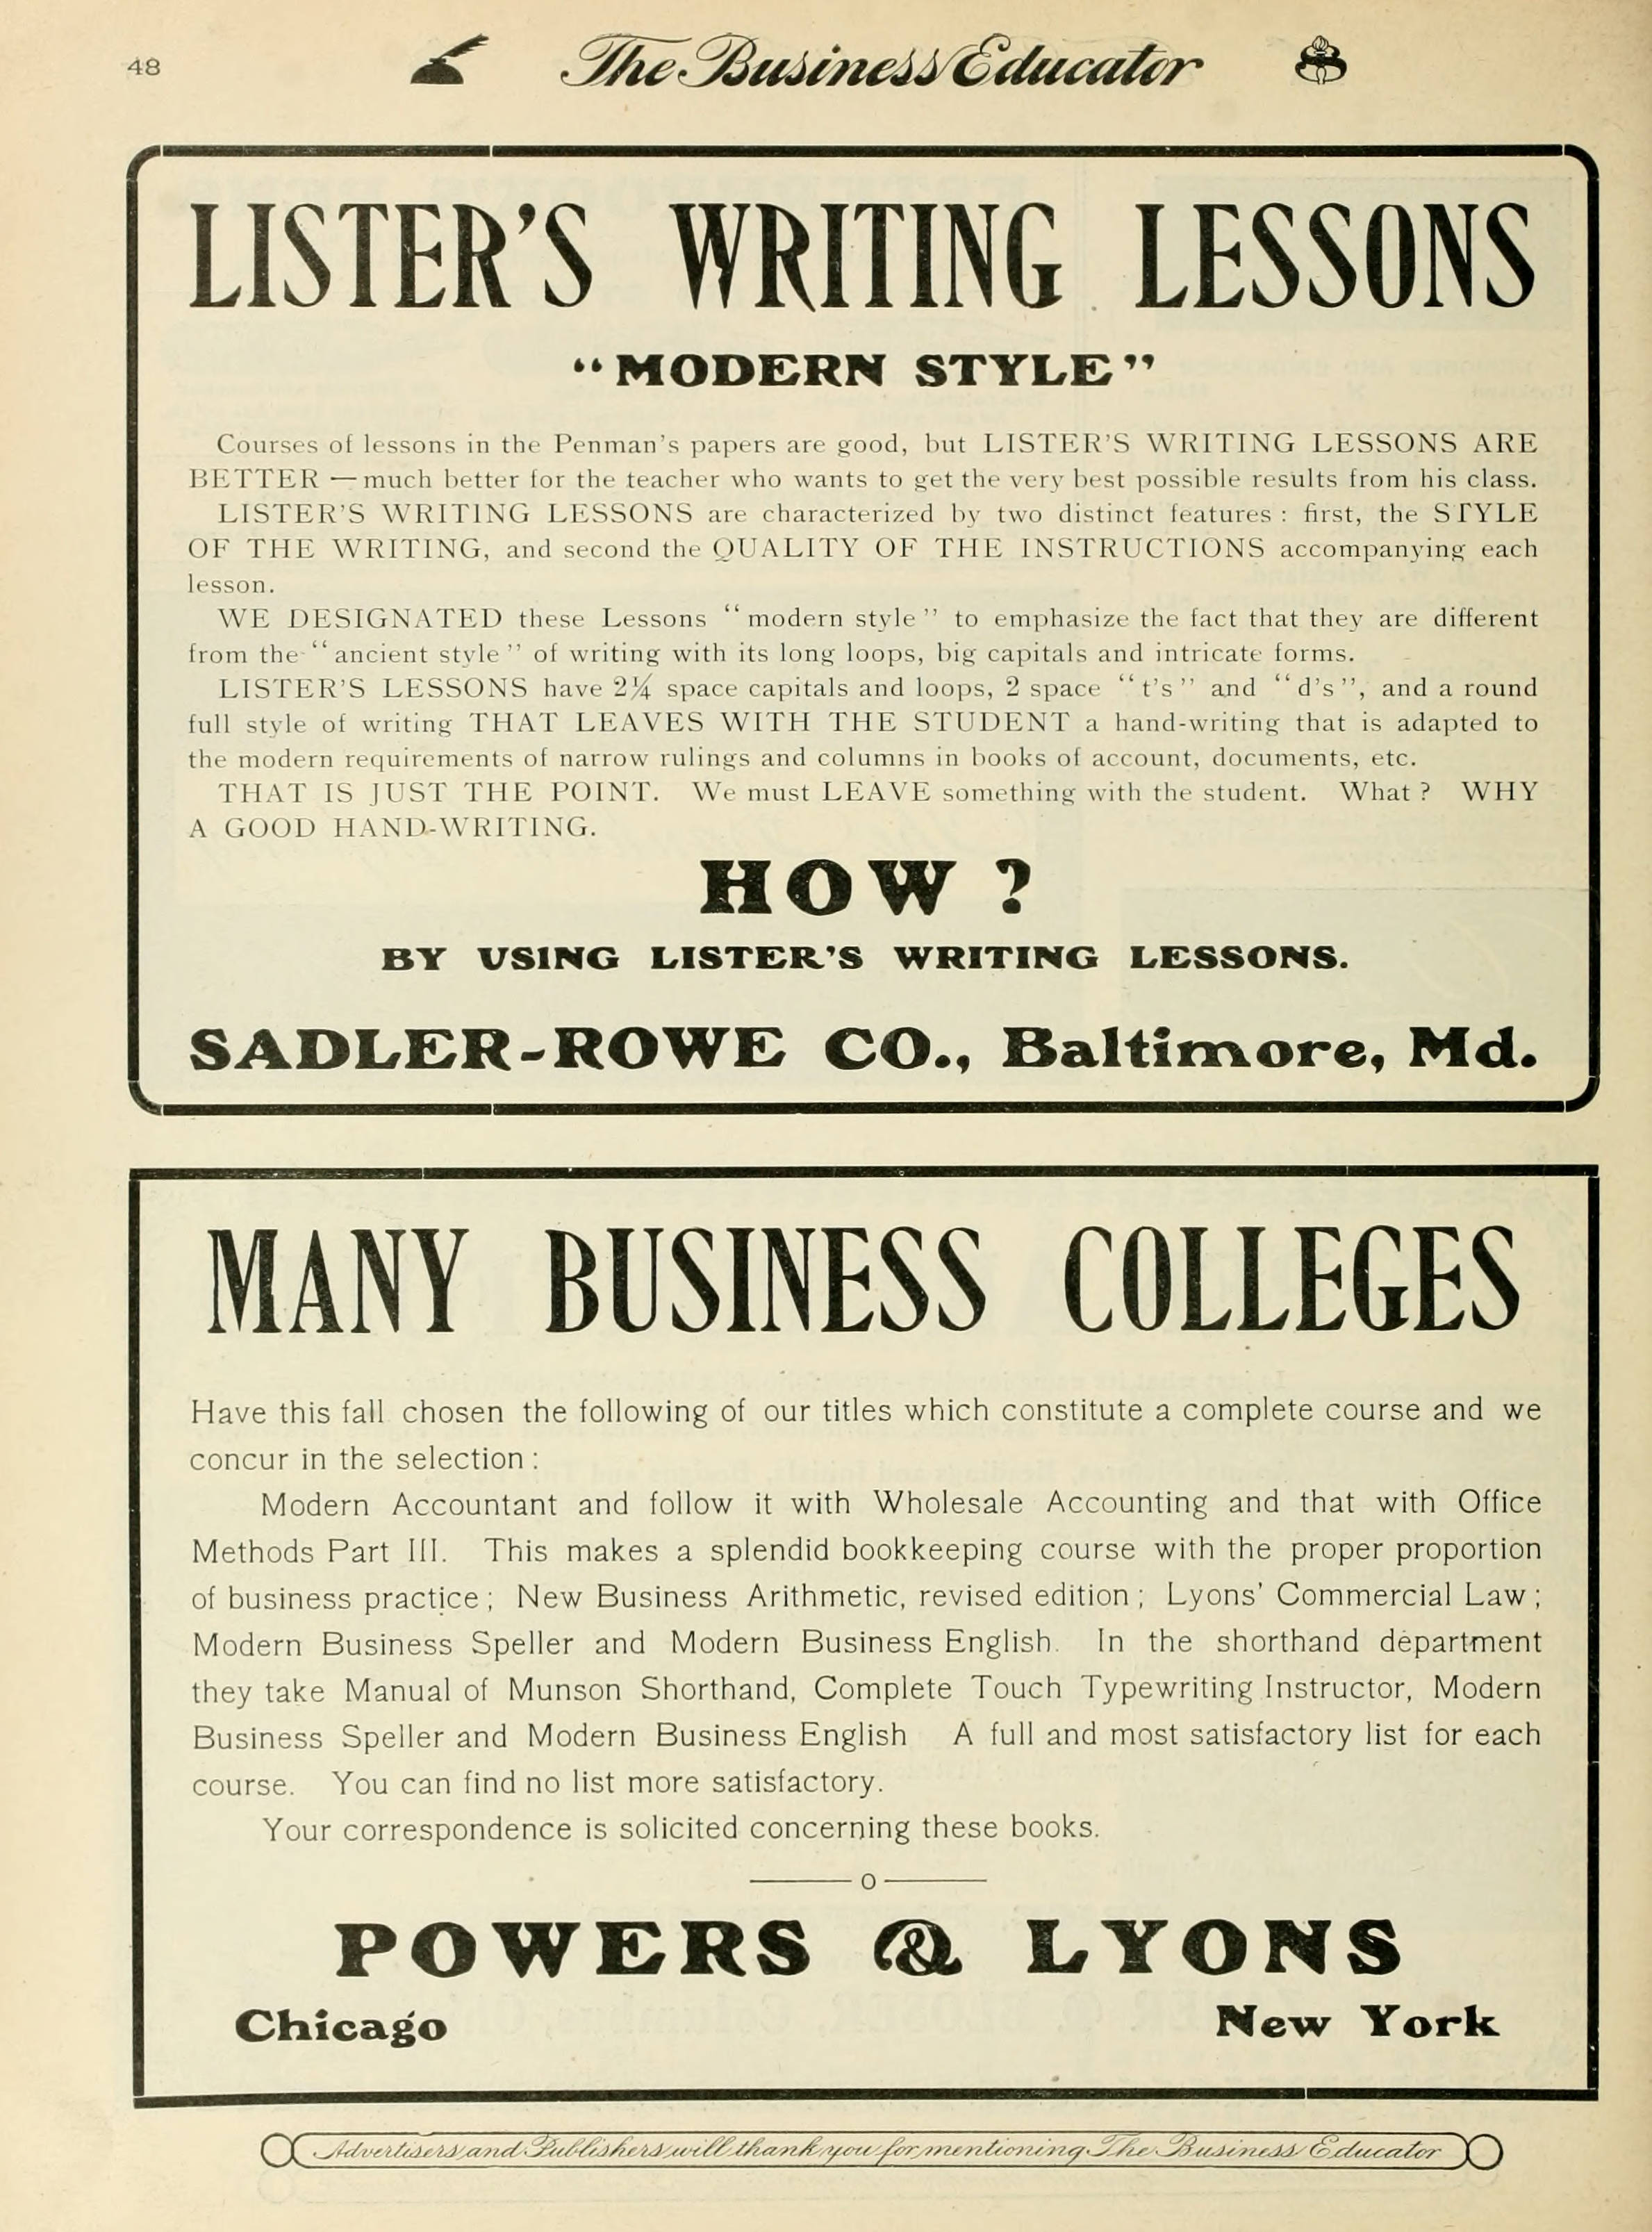 48
The Business Educator
LISTER'S WRITING LESSONS
“MODERN STYLE”
Courses of lessons in the Penman's papers are good, but LISTER'S WRITING LESSONS ARE
BETTER — much better for the teacher who wants to get the very best possible results from his class.
LISTER'S WRITING LESSONS are characterized by two distinct features : first, the STYLE
OF THE WRITING, and second the QUALITY OF THE INSTRUCTIONS accompanying each
lesson.
WE DESIGNATED these Lessons “modern style” to emphasize the fact that they are different
from the “ancient style” of writing with its long loops, big capitals and intricate forms.
LISTER'S LESSONS have 2¼ space capitals and loops, 2 space “t's” and “d's”, and a round
full style of writing THAT LEAVES WITH THE STUDENT a hand-writing that is adapted to
the modern requirements of narrow rulings and columns in books of account, documents, etc.
THAT IS JUST THE POINT. We must LEAVE something with the student. What ? WHY
A GOOD HAND-WRITING.
HOW ?
BY USING LISTER'S WRITING LESSONS.
SADLER-ROWE CO., Baltimore, Md.
MANY BUSINESS COLLEGES
Have this fall chosen the following of our titles which constitute a complete course and we
concur in the selection :
Modern Accountant and follow it with Wholesale Accounting and that with Office
Methods Part III. This makes a splendid bookkeeping course with the proper proportion
of business practice ; New Business Arithmetic, revised edition ; Lyons' Commercial Law ;
Modern Business Speller and Modern Business English. In the shorthand department
they take Manual of Munson Shorthand, Complete Touch Typewriting Instructor, Modern
Business Speller and Modern Business English A full and most satisfactory list for each
course. You can find no list more satisfactory.
Your correspondence is solicited concerning these books.
POWERS & LYONS
Chicago New York
Advertisers and Publishers will thank you for mentioning The Business Educator